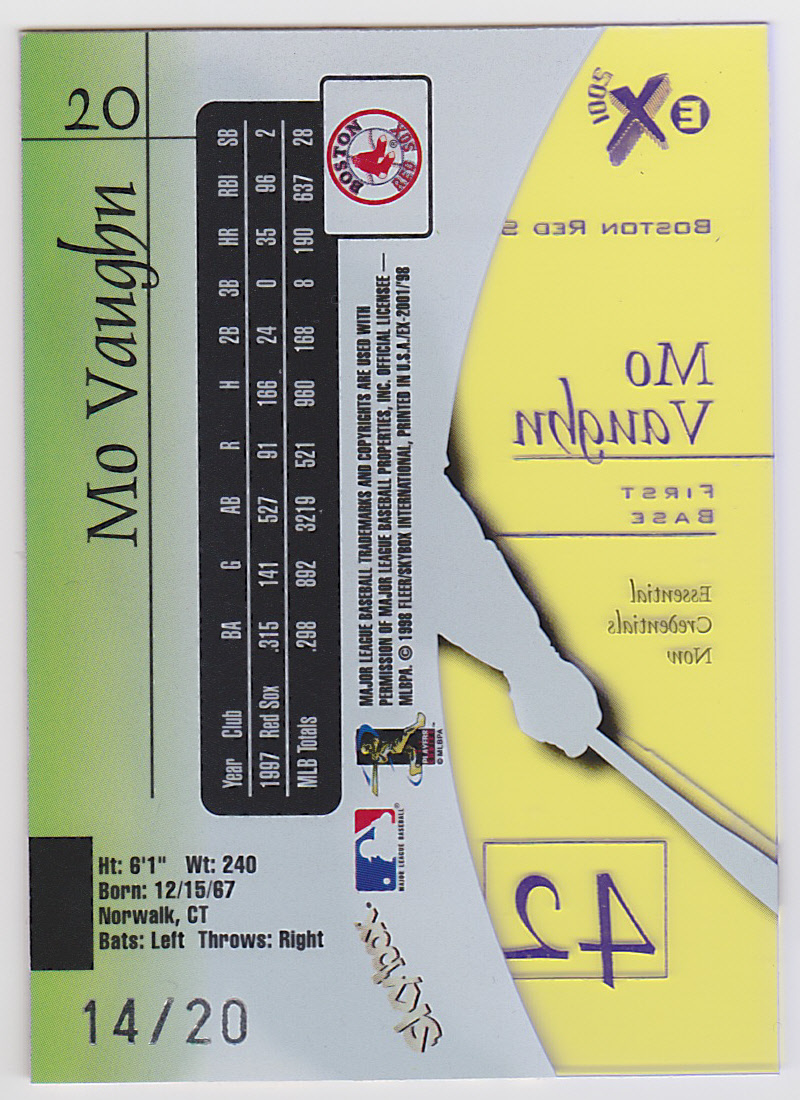 20
Mo Vaughn
Year Club BA G AB R H 2B 3B HR RBI SB
1997 Red Sox .315 141 527 91 166 24 0 35 96 2
MLB Totals .298 892 3219 521 960 168 8 190 637 28
BOSTON
RED SOX
MAJOR LEAGUE BASEBALL TRADEMARKS AND COPYRIGHTS ARE USED WITH
PERMISSION OF MAJOR LEAGUE BASEBALL PROPERTIES, INC. OFFICIAL LICENSEE —
MLBPA. © 1998 FLEER/SKYBOX INTERNATIONAL, PRINTED IN U.S.A./EX-2001/'98
PLAYERS CHOICE
© MLBPA
MAJOR LEAGUE BASEBALL
Skybox
Ht: 6'1" Wt: 240
Born: 12/15/67
Norwalk, CT
Bats: Left Throws: Right
14/20
E X 2001
BOSTON RED S
Mo
Vaughn
FIRST
BASE
Essential
Credentials
Now
42